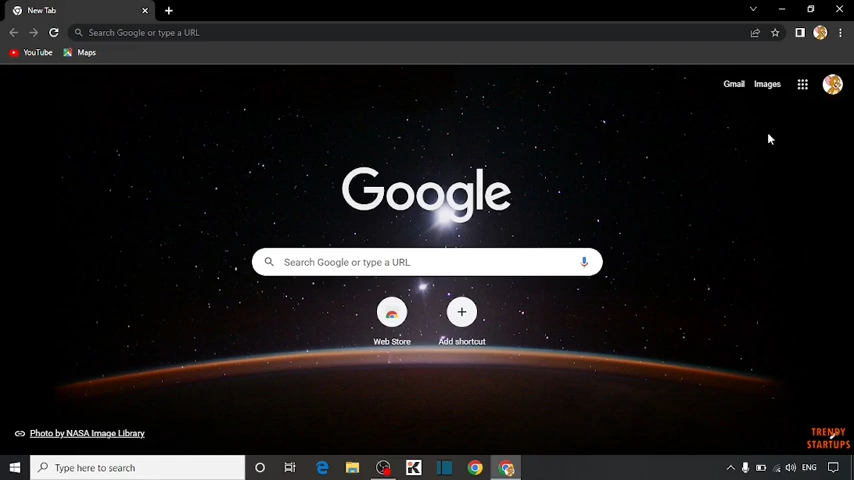 New Tab
Search Google or type a URL
YouTube
Maps
Gmail
Images
Google
Search Google or type a URL
Web Store
Add shortcut
Photo by NASA Image Library
TRENDY
STARTUPS
Type here to search
ENG